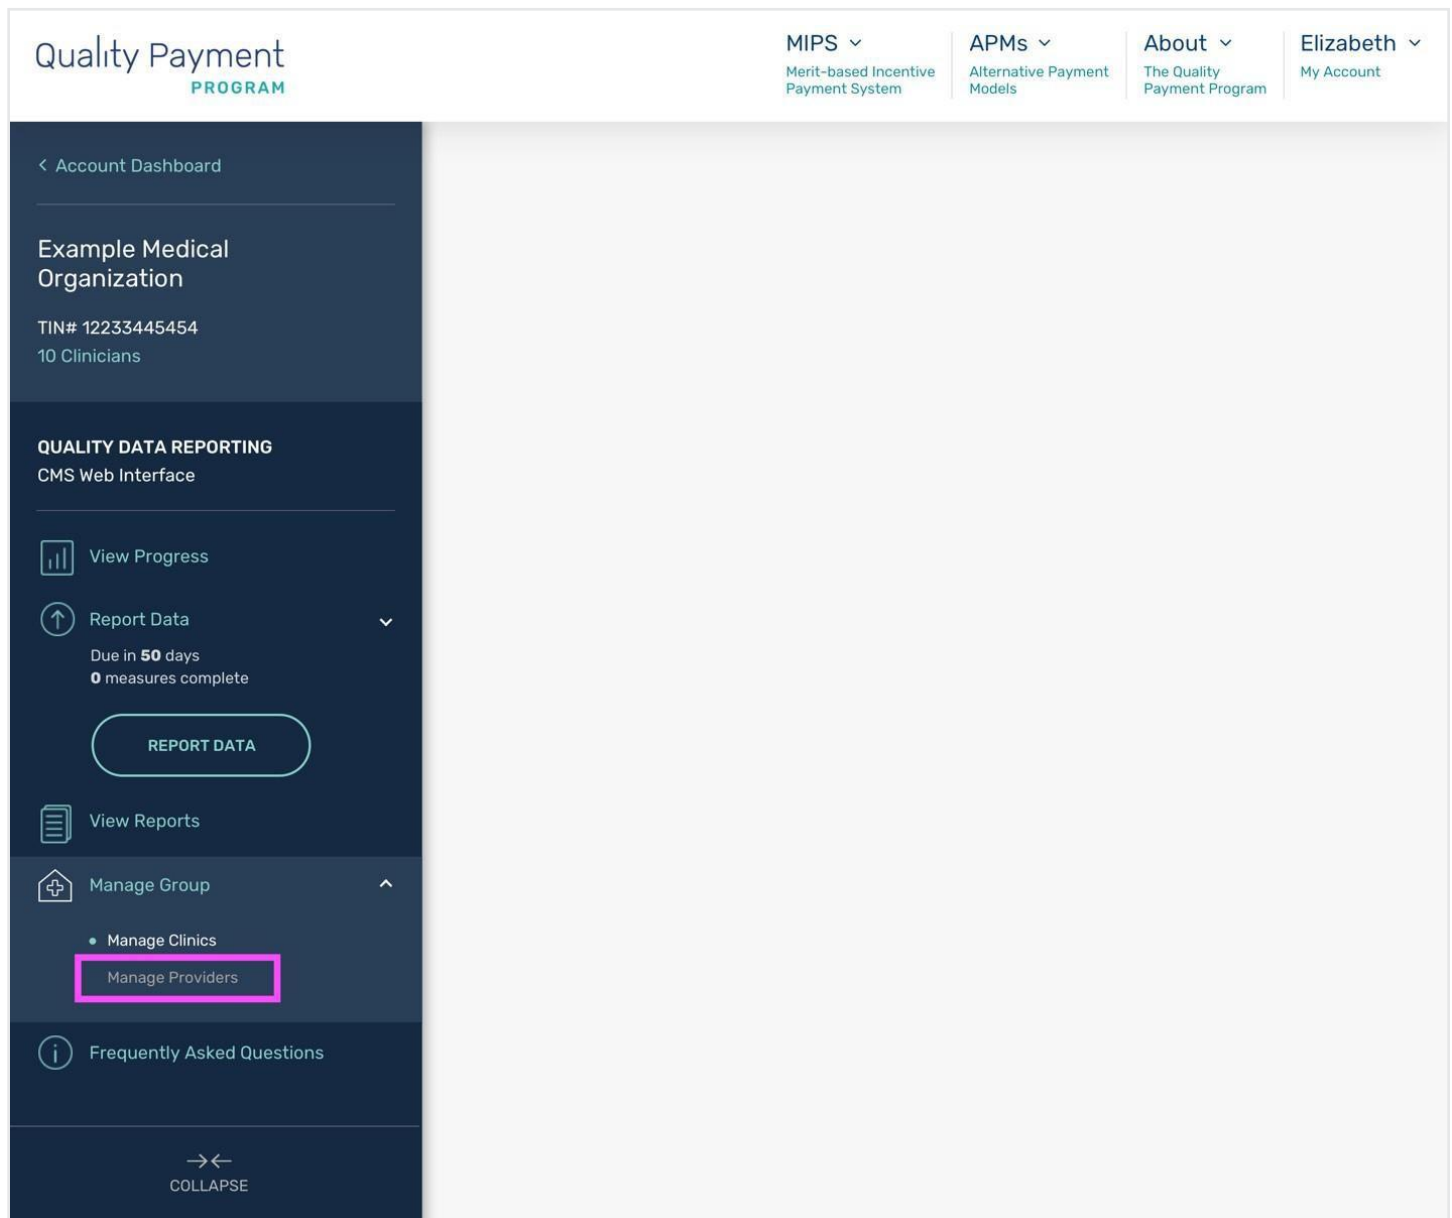 Quality Payment
PROGRAM
MIPS
Merit-based Incentive
Payment System
APMs
Alternative Payment
Models
About
The Quality
Payment Program
Elizabeth
My Account
< Account Dashboard
Example Medical
Organization
TIN# 12233445454
10 Clinicians
QUALITY DATA REPORTING
CMS Web Interface
View Progress
Report Data
Due in 50 days
0 measures complete
REPORT DATA
View Reports
Manage Group
• Manage Clinics
Manage Providers
Frequently Asked Questions
COLLAPSE